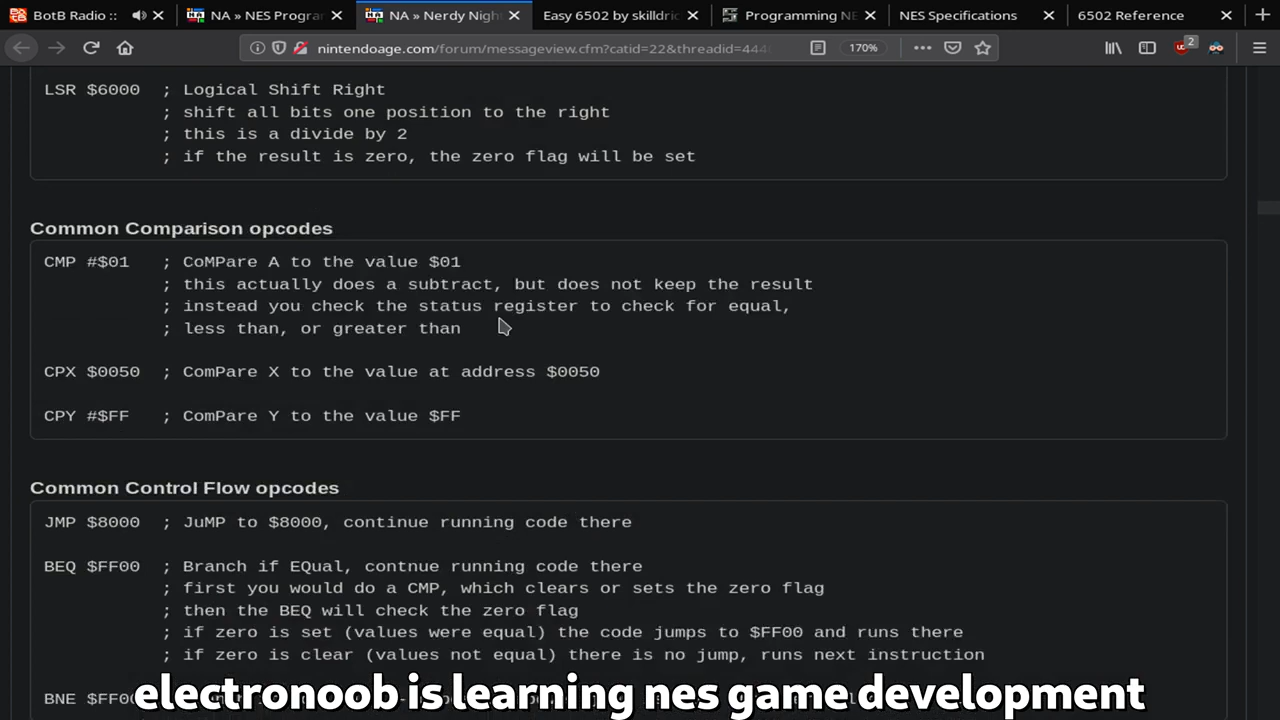 BotB Radio ::
NA » NES Progra
NA » Nerdy Nigh
Easy 6502 by skilldric
Programming NE
NES Specifications
6502 Reference
nintendoage.com/forum/messageview.cfm?catid=22&threadid=444
170%
2
LSR $6000 ; Logical Shift Right
; shift all bits one position to the right
; this is a divide by 2
; if the result is zero, the zero flag will be set
Common Comparison opcodes
CMP #$01 ; CoMPare A to the value $01
; this actually does a subtract, but does not keep the result
; instead you check the status register to check for equal,
; less than, or greater than
CPX $0050 ; ComPare X to the value at address $0050
CPY #$FF ; ComPare Y to the value $FF
Common Control Flow opcodes
JMP $8000 ; JuMP to $8000, continue running code there
BEQ $FF00 ; Branch if EQual, contnue running code there
; first you would do a CMP, which clears or sets the zero flag
; then the BEQ will check the zero flag
; if zero is set (values were equal) the code jumps to $FF00 and runs there
; if zero is clear (values not equal) there is no jump, runs next instruction
BNE $FF00
electronoob is learning nes game development